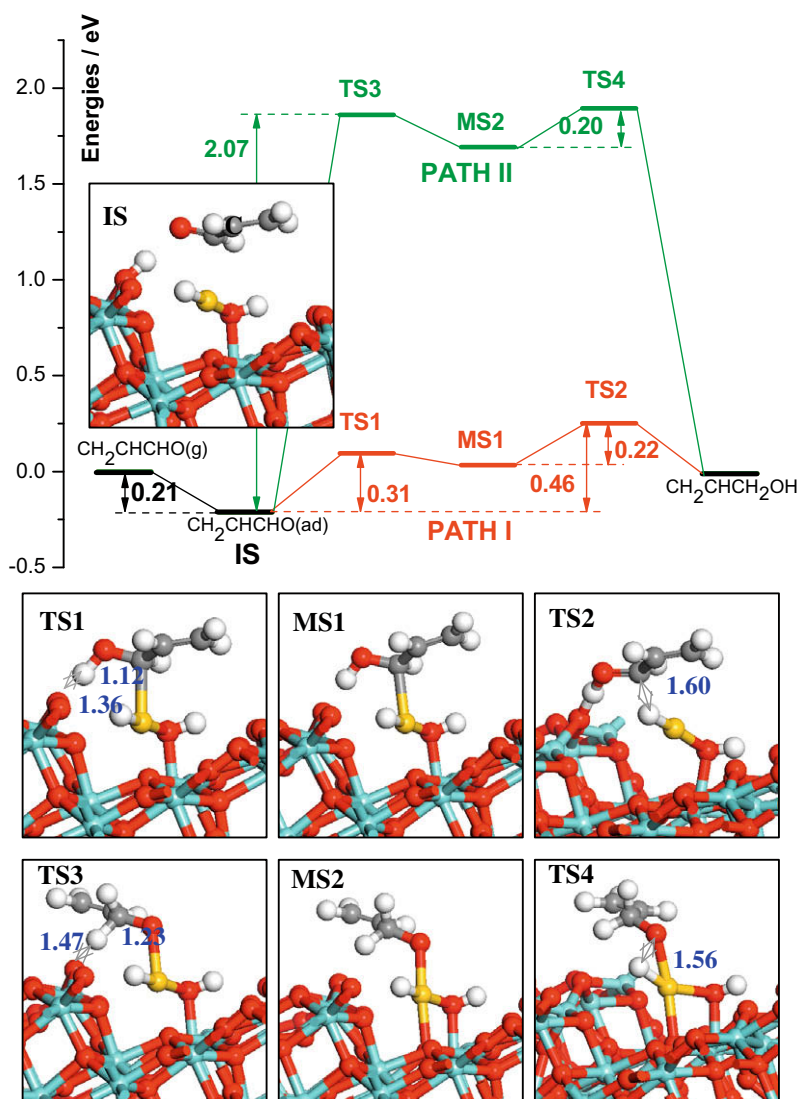 Energies / eV
2.0
1.5
1.0
0.5
0.0
-0.5
TS3
TS4
MS2
0.20
2.07
PATH II
IS
C
TS1
MS1
TS2
CH2CHCHO(g)
0.21
0.31
0.46
0.22
CH2CHCHO(ad)
IS
PATH I
CH2CHCH2OH
TS1
1.12
1.36
MS1
TS2
1.60
TS3
1.47
1.23
MS2
TS4
1.56